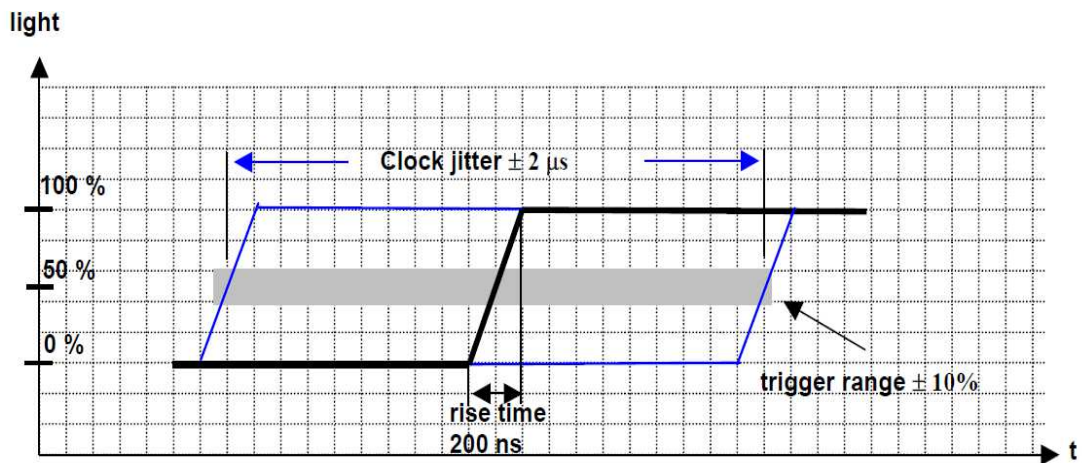 light
Clock jitter ± 2 μs
100 %
50 %
0 %
trigger range ± 10%
rise time
200 ns
t